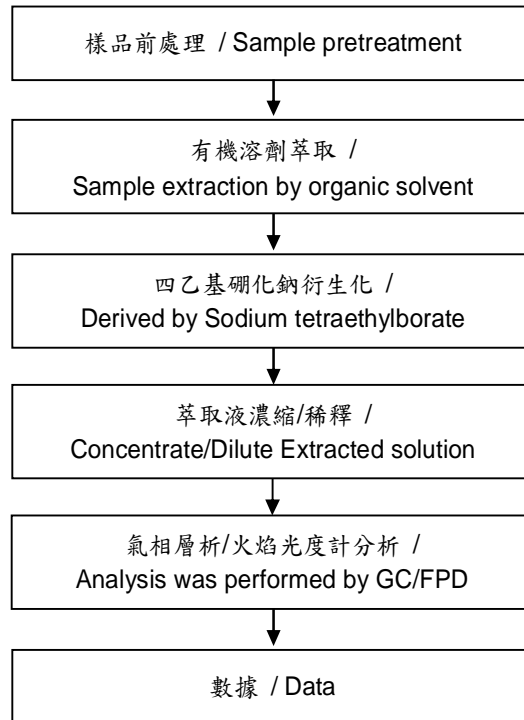 樣品前處理 / Sample pretreatment
有機溶劑萃取 /
Sample extraction by organic solvent
四乙基硼化鈉衍生化 /
Derived by Sodium tetraethylborate
萃取液濃縮/稀釋 /
Concentrate/Dilute Extracted solution
氣相層析/火焰光度計分析 /
Analysis was performed by GC/FPD
數據 / Data